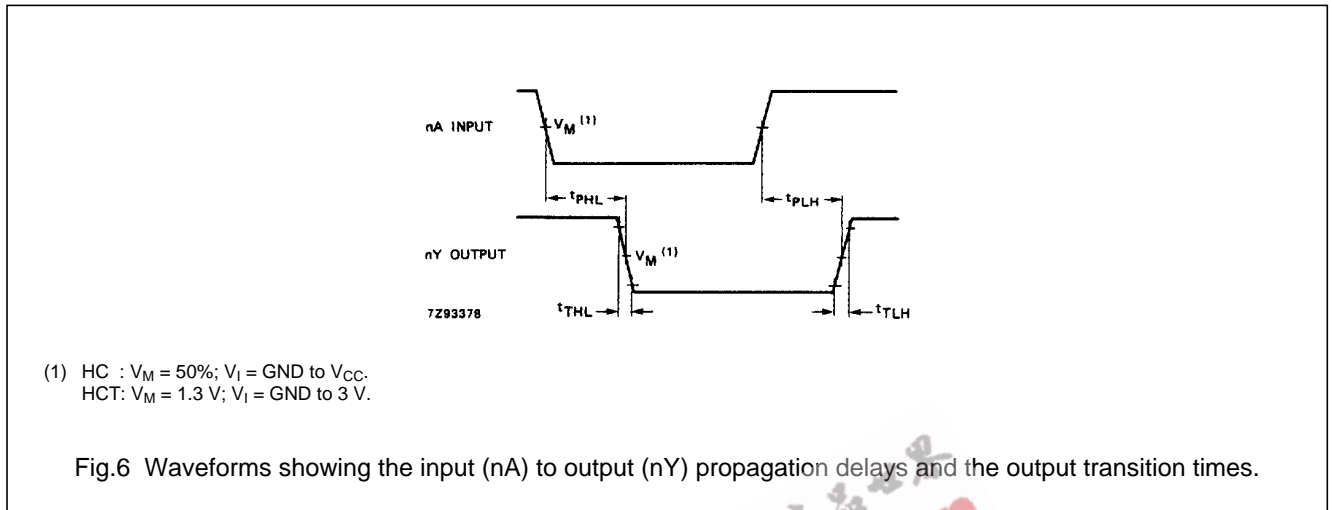 nA INPUT
VM (1)
tPHL
tPLH
nY OUTPUT
VM (1)
7Z93378
tTHL
tTLH
(1) HC : VM = 50%; VI = GND to VCC.
HCT: VM = 1.3 V; VI = GND to 3 V.
Fig.6 Waveforms showing the input (nA) to output (nY) propagation delays and the output transition times.